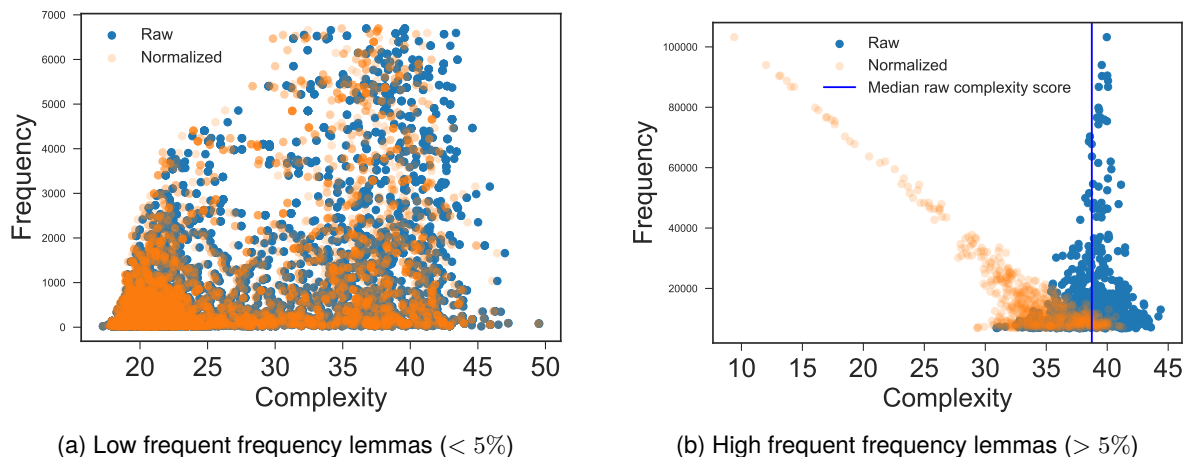 7000
6000
5000
4000
3000
2000
1000
0
Frequency
Raw
Normalized
20 25 30 35 40 45 50
Complexity
(a) Low frequent frequency lemmas (< 5%)
100000
80000
60000
40000
20000
Frequency
Raw
Normalized
Median raw complexity score
10 15 20 25 30 35 40 45
Complexity
(b) High frequent frequency lemmas (> 5%)